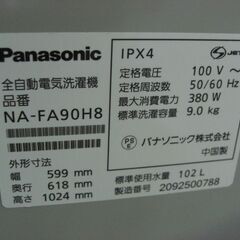 Panasonic
全自動電気洗濯機
品番
NA-FA90H8
外形寸法
幅 599 mm
奥行 618 mm
高さ 1024 mm
IPX4
JET
定格電圧 100 V～
定格周波数 50/60 Hz
最大消費電力 380 W
標準洗濯容量 9.0 kg
PS E
パナソニック株式会社
中国製
標準使用水量 102 L
製造番号 2092500788